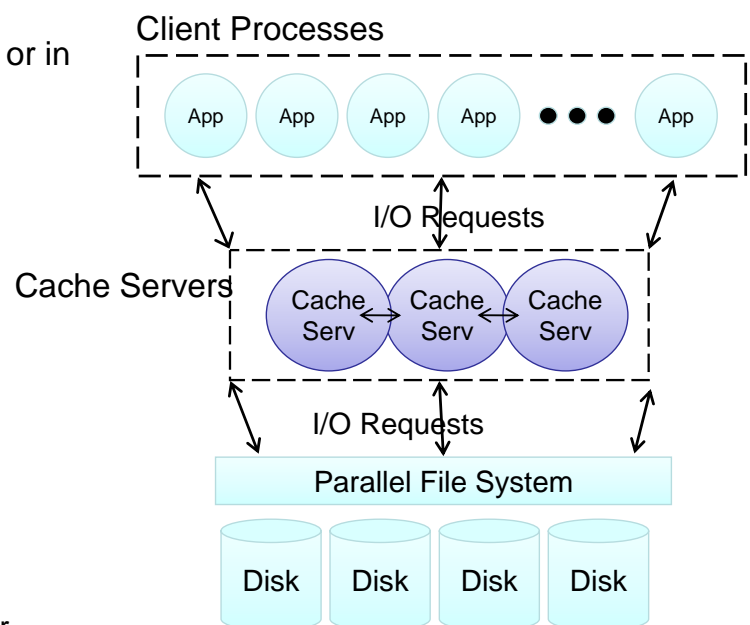 Client Processes
or in
App App App App App
I/O Requests
Cache Servers
Cache Cache Cache
Serv Serv Serv
I/O Requests
Parallel File System
Disk Disk Disk Disk